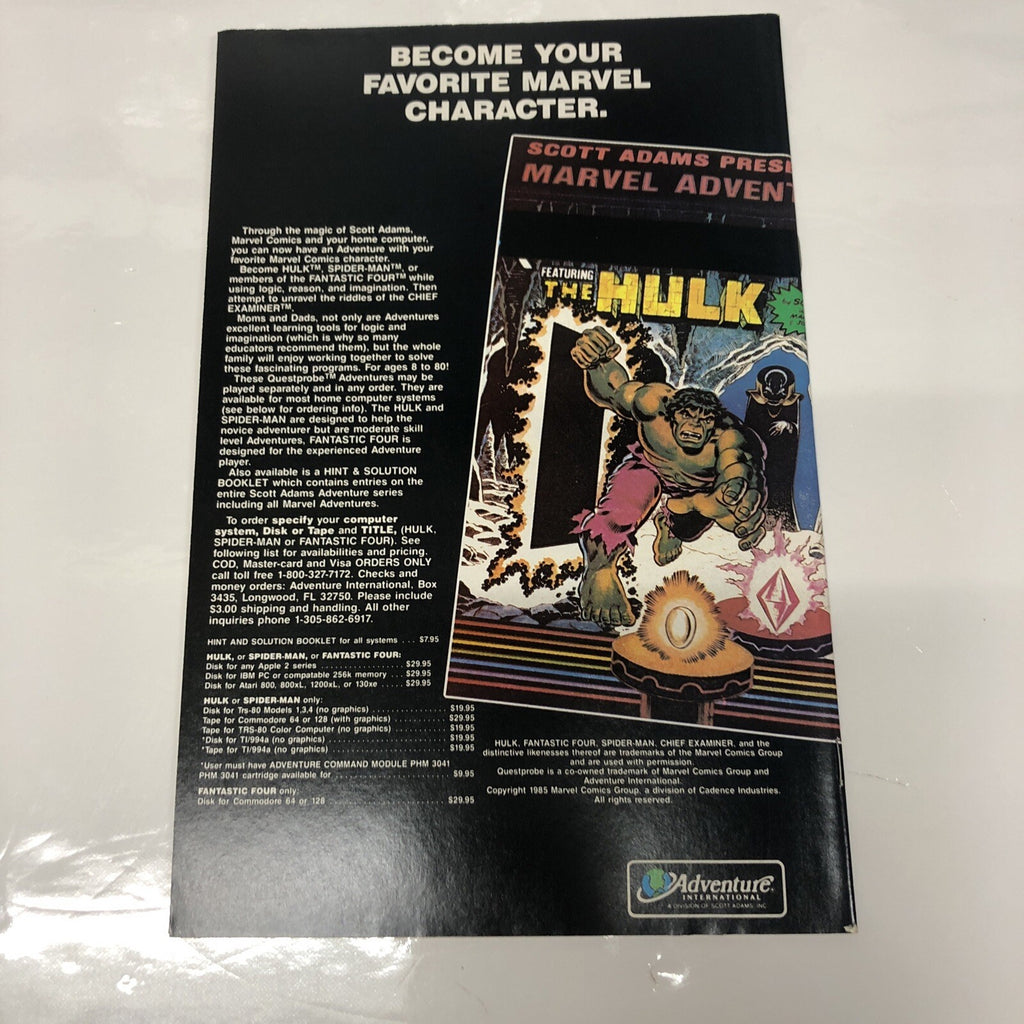 BECOME YOUR
FAVORITE MARVEL
CHARACTER.
SCOTT ADAMS PRES
MARVEL ADVENT
FEATURING
THE HULK
Through the magic of Scott Adams,
Marvel Comics and your home computer,
you can now have an Adventure with your
favorite Marvel Comics character.
Become HULK™, SPIDER-MAN™, or
members of the FANTASTIC FOUR™ while
using logic, reason, and imagination. Then
attempt to unravel the riddles of the CHIEF
EXAMINER™.
Moms and Dads, not only are Adventures
excellent learning tools for logic and
imagination (which is why so many
educators recommend them), but the whole
family will enjoy working together to solve
these fascinating programs. For ages 8 to 80!
These Questprobe™ Adventures may be
played separately and in any order. They are
available for most home computer systems
(see below for ordering info). The HULK and
SPIDER-MAN are designed to help the
novice adventurer but are moderate skill
level Adventures, FANTASTIC FOUR is
designed for the experienced Adventure
player.
Also available is a HINT & SOLUTION
BOOKLET which contains entries on the
entire Scott Adams Adventure series
including all Marvel Adventures.
To order specify your computer
system, Disk or Tape and TITLE, (HULK,
SPIDER-MAN or FANTASTIC FOUR). See
following list for availabilities and pricing.
COD, Master-card and Visa ORDERS ONLY
call toll free 1-800-327-7172. Checks and
money orders: Adventure International, Box
3435, Longwood, FL 32750. Please include
$3.00 shipping and handling. All other
inquiries phone 1-305-862-6917.
HINT AND SOLUTION BOOKLET for all systems ... $7.95
HULK, or SPIDER-MAN, or FANTASTIC FOUR:
Disk for any Apple 2 series .................... $29.95
Disk for IBM PC or compatable 256k memory ... $29.95
Disk for Atari 800, 800xL, 1200xL, or 130xe ..... $29.95
HULK or SPIDER-MAN only:
Disk for Trs-80 Models 1,3,4 (no graphics) .................... $19.95
Tape for Commodore 64 or 128 (with graphics) .......... $29.95
Tape for TRS-80 Color Computer (no graphics) .......... $19.95
*Disk for TI/994a (no graphics) .......................... $19.95
*Tape for TI/994a (no graphics) .......................... $19.95
*User must have ADVENTURE COMMAND MODULE PHM 3041
PHM 3041 cartridge available for ........................ $9.95
FANTASTIC FOUR only:
Disk for Commodore 64 or 128 ........................ $29.95
HULK, FANTASTIC FOUR, SPIDER-MAN, CHIEF EXAMINER, and the
distinctive likenesses thereof are trademarks of the Marvel Comics Group
and are used with permission.
Questprobe is a co-owned trademark of Marvel Comics Group and
Adventure International.
Copyright 1985 Marvel Comics Group, a division of Cadence Industries.
All rights reserved.
Adventure
INTERNATIONAL
A DIVISION OF SCOTT ADAMS, INC.